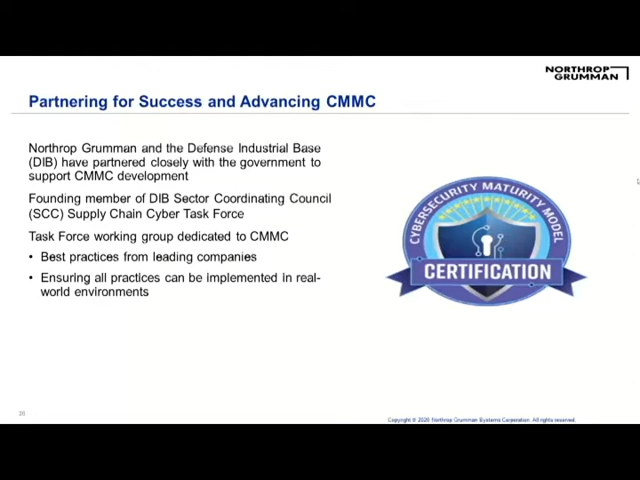 NORTHROP
GRUMMAN
Partnering for Success and Advancing CMMC
Northrop Grumman and the Defense Industrial Base
(DIB) have partnered closely with the government to
support CMMC development
Founding member of DIB Sector Coordinating Council
(SCC) Supply Chain Cyber Task Force
Task Force working group dedicated to CMMC
• Best practices from leading companies
• Ensuring all practices can be implemented in real-
world environments
CYBERSECURITY MATURITY MODEL
CERTIFICATION
Copyright © 2020 Northrop Grumman Systems Corporation. All rights reserved.